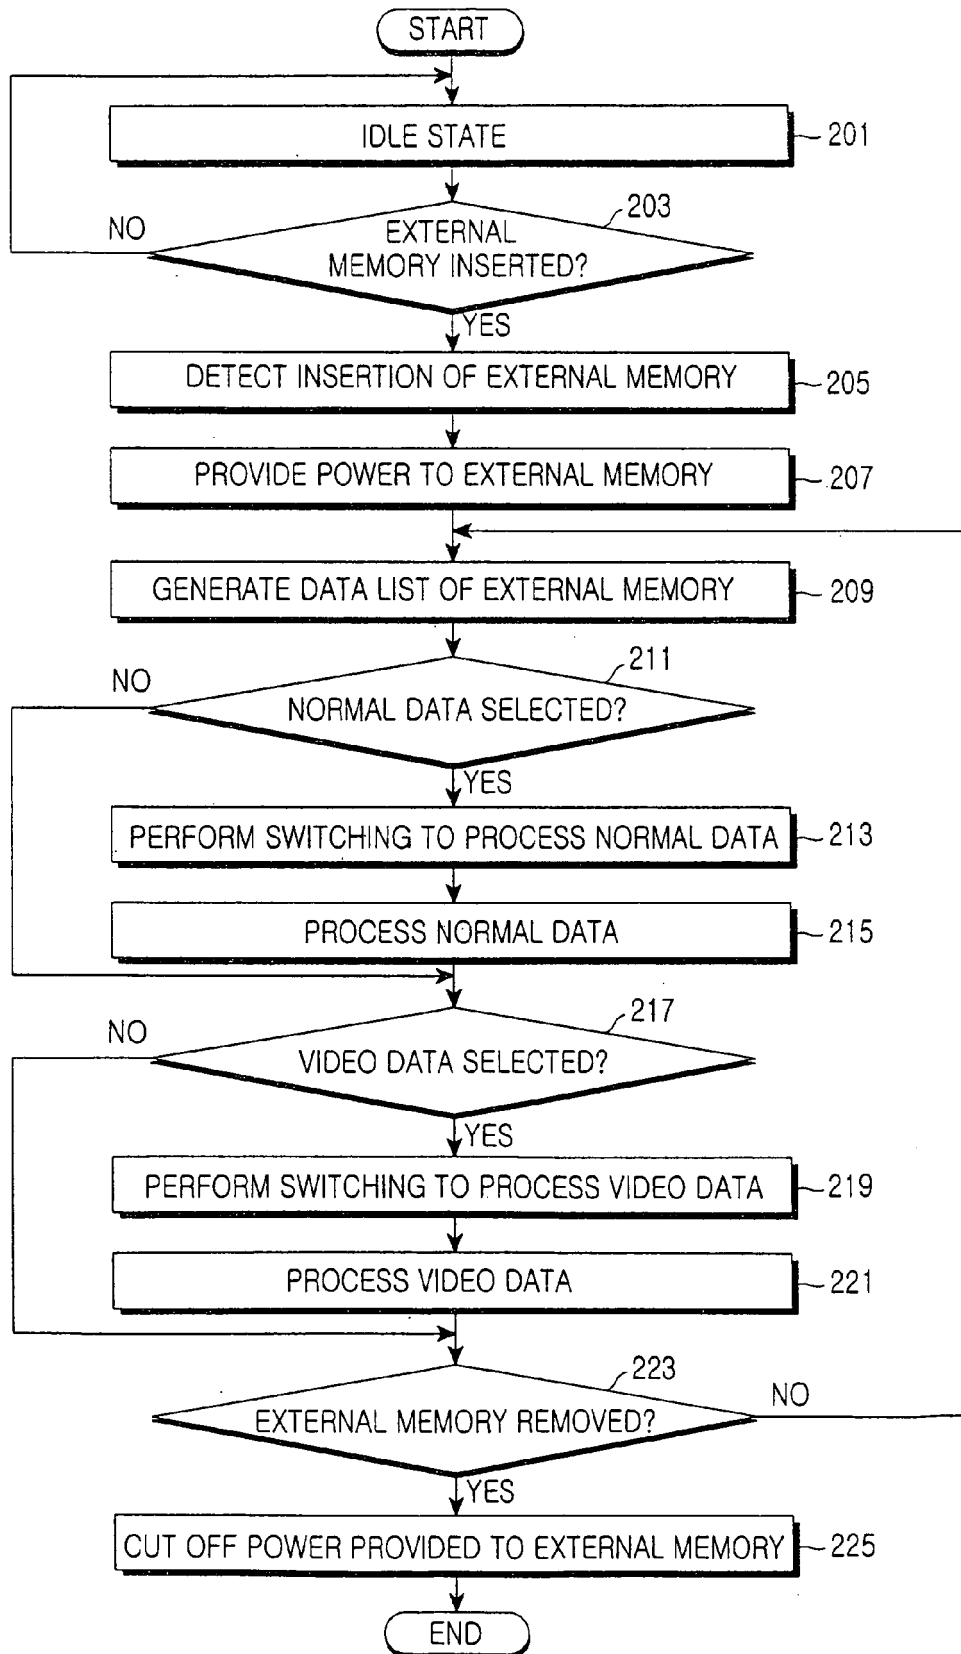 START
IDLE STATE
201
203
NO
EXTERNAL
MEMORY INSERTED?
YES
DETECT INSERTION OF EXTERNAL MEMORY
205
PROVIDE POWER TO EXTERNAL MEMORY
207
GENERATE DATA LIST OF EXTERNAL MEMORY
209
211
NO
NORMAL DATA SELECTED?
YES
PERFORM SWITCHING TO PROCESS NORMAL DATA
213
PROCESS NORMAL DATA
215
217
NO
VIDEO DATA SELECTED?
YES
PERFORM SWITCHING TO PROCESS VIDEO DATA
219
PROCESS VIDEO DATA
221
223
NO
EXTERNAL MEMORY REMOVED?
YES
CUT OFF POWER PROVIDED TO EXTERNAL MEMORY
225
END